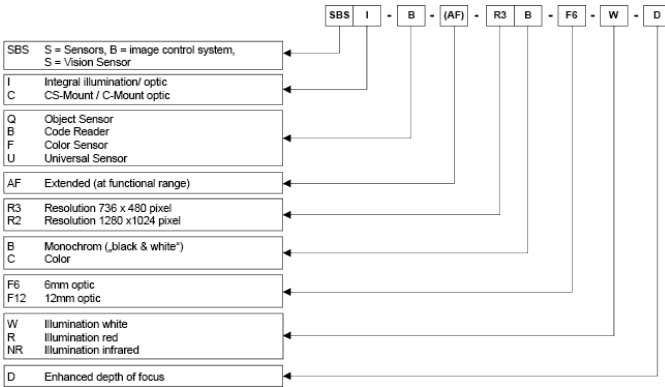 SBS I - B - (AF) - R3 B - F6 - W - D
SBS S = Sensors, B = image control system,
S = Vision Sensor
I Integral illumination/ optic
C CS-Mount / C-Mount optic
Q Object Sensor
B Code Reader
F Color Sensor
U Universal Sensor
AF Extended (at functional range)
R3 Resolution 736 x 480 pixel
R2 Resolution 1280 x1024 pixel
B Monochrom („black & white“)
C Color
F6 6mm optic
F12 12mm optic
W Illumination white
R Illumination red
NR Illumination infrared
D Enhanced depth of focus